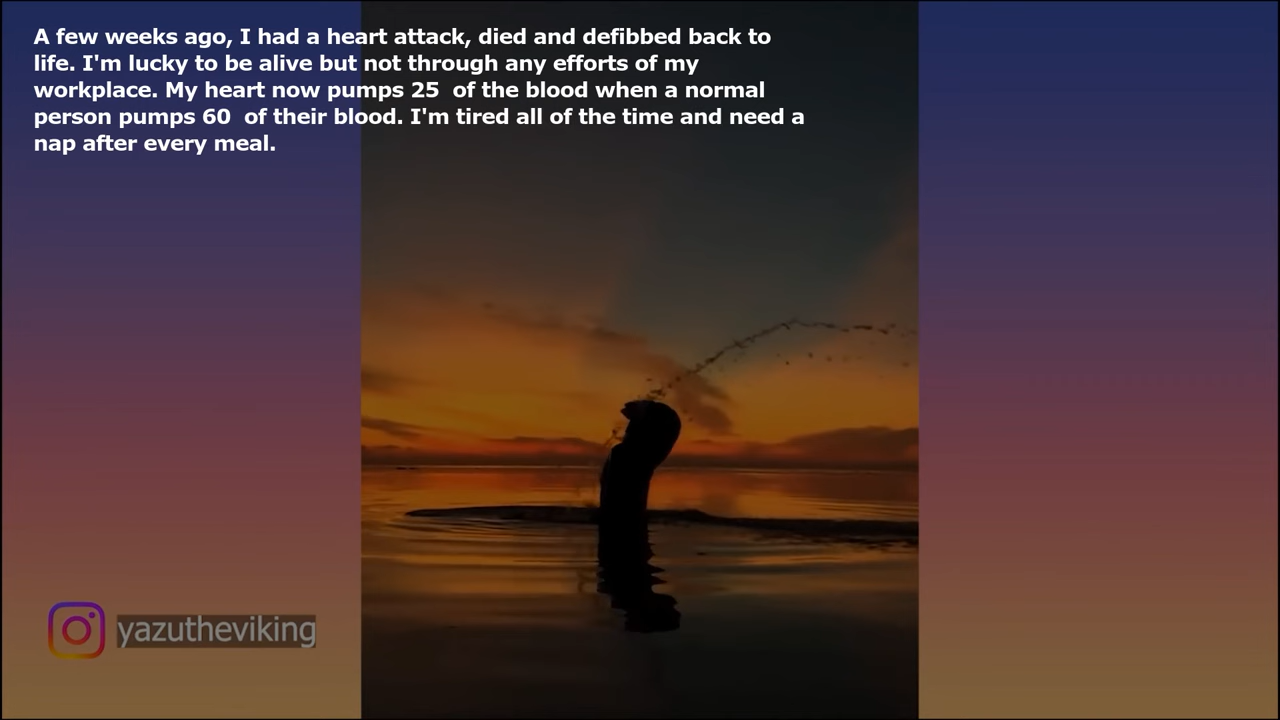 A few weeks ago, I had a heart attack, died and defibbed back to
life. I'm lucky to be alive but not through any efforts of my
workplace. My heart now pumps 25  of the blood when a normal
person pumps 60  of their blood. I'm tired all of the time and need a
nap after every meal.
yazutheviking